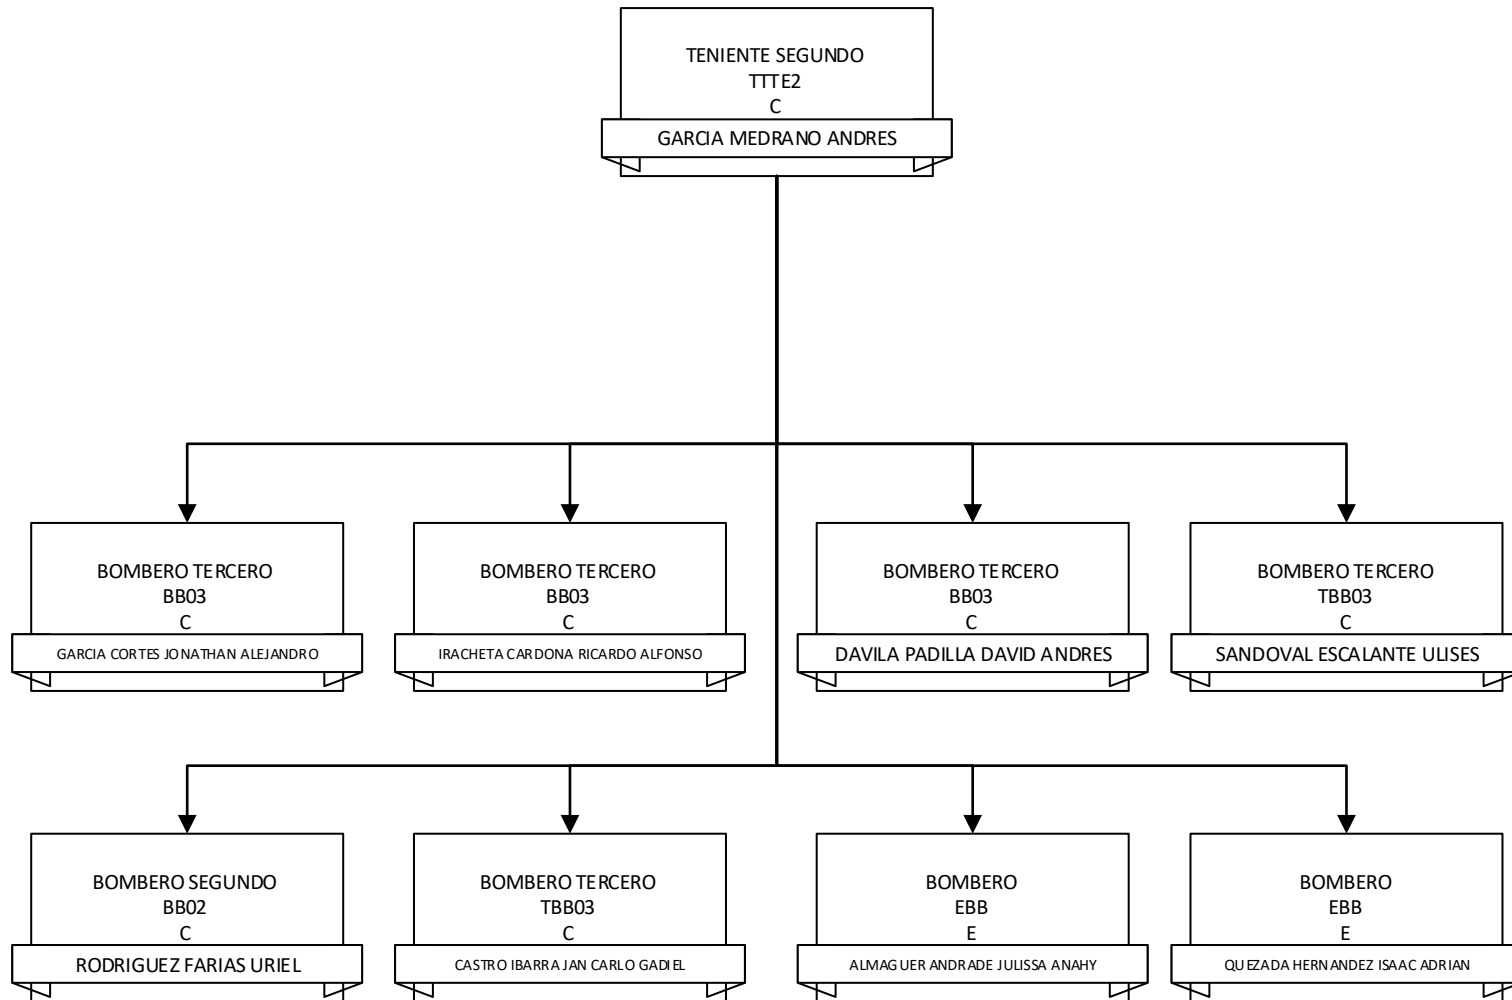 TENIENTE SEGUNDO
TTTE2
C
GARCIA MEDRANO ANDRES
BOMBERO TERCERO
BB03
C
GARCIA CORTES JONATHAN ALEJANDRO
BOMBERO TERCERO
BB03
C
IRACHETA CARDONA RICARDO ALFONSO
BOMBERO TERCERO
BB03
C
DAVILA PADILLA DAVID ANDRES
BOMBERO TERCERO
TBB03
C
SANDOVAL ESCALANTE ULISES
BOMBERO SEGUNDO
BB02
C
RODRIGUEZ FARIAS URIEL
BOMBERO TERCERO
TBB03
C
CASTRO IBARRA JAN CARLO GADIEL
BOMBERO
EBB
E
ALMAGUER ANDRADE JULISSA ANAHY
BOMBERO
EBB
E
QUEZADA HERNANDEZ ISAAC ADRIAN